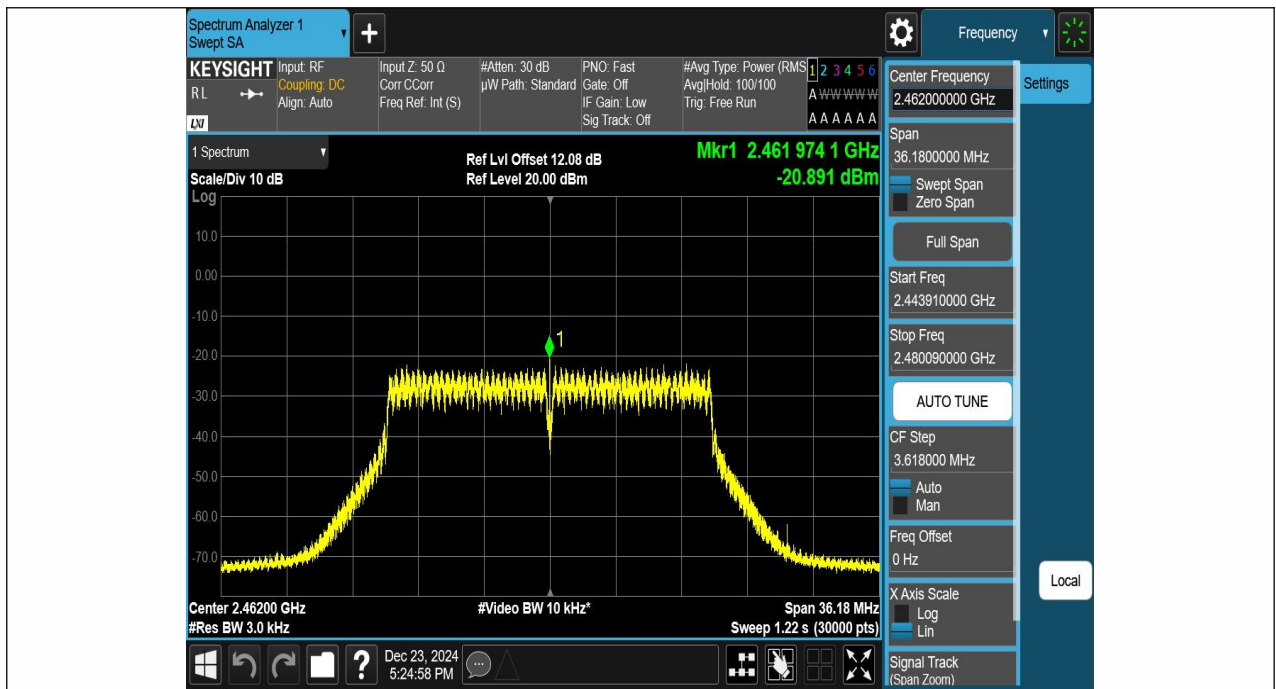 Spectrum Analyzer 1
Swept SA
+
Frequency
KEYSIGHT
RL
LXI
Input: RF
Coupling: DC
Align: Auto
Input Z: 50 Ω
Corr CCorr
Freq Ref: Int (S)
#Atten: 30 dB
µW Path: Standard
PNO: Fast
Gate: Off
IF Gain: Low
Sig Track: Off
#Avg Type: Power (RMS
Avg|Hold: 100/100
Trig: Free Run
1 2 3 4 5 6
A W W W W W
A A A A A A
1 Spectrum
Scale/Div 10 dB
Log
Ref Lvl Offset 12.08 dB
Ref Level 20.00 dBm
Mkr1 2.461 974 1 GHz
-20.891 dBm
10.0
0.00
-10.0
-20.0
-30.0
-40.0
-50.0
-60.0
-70.0
1
Center 2.46200 GHz
#Res BW 3.0 kHz
#Video BW 10 kHz*
Span 36.18 MHz
Sweep 1.22 s (30000 pts)
?
Dec 23, 2024
5:24:58 PM
Center Frequency
2.462000000 GHz
Span
36.1800000 MHz
Swept Span
Zero Span
Full Span
Start Freq
2.443910000 GHz
Stop Freq
2.480090000 GHz
AUTO TUNE
CF Step
3.618000 MHz
Auto
Man
Freq Offset
0 Hz
X Axis Scale
Log
Lin
Signal Track
(Span Zoom)
Settings
Local